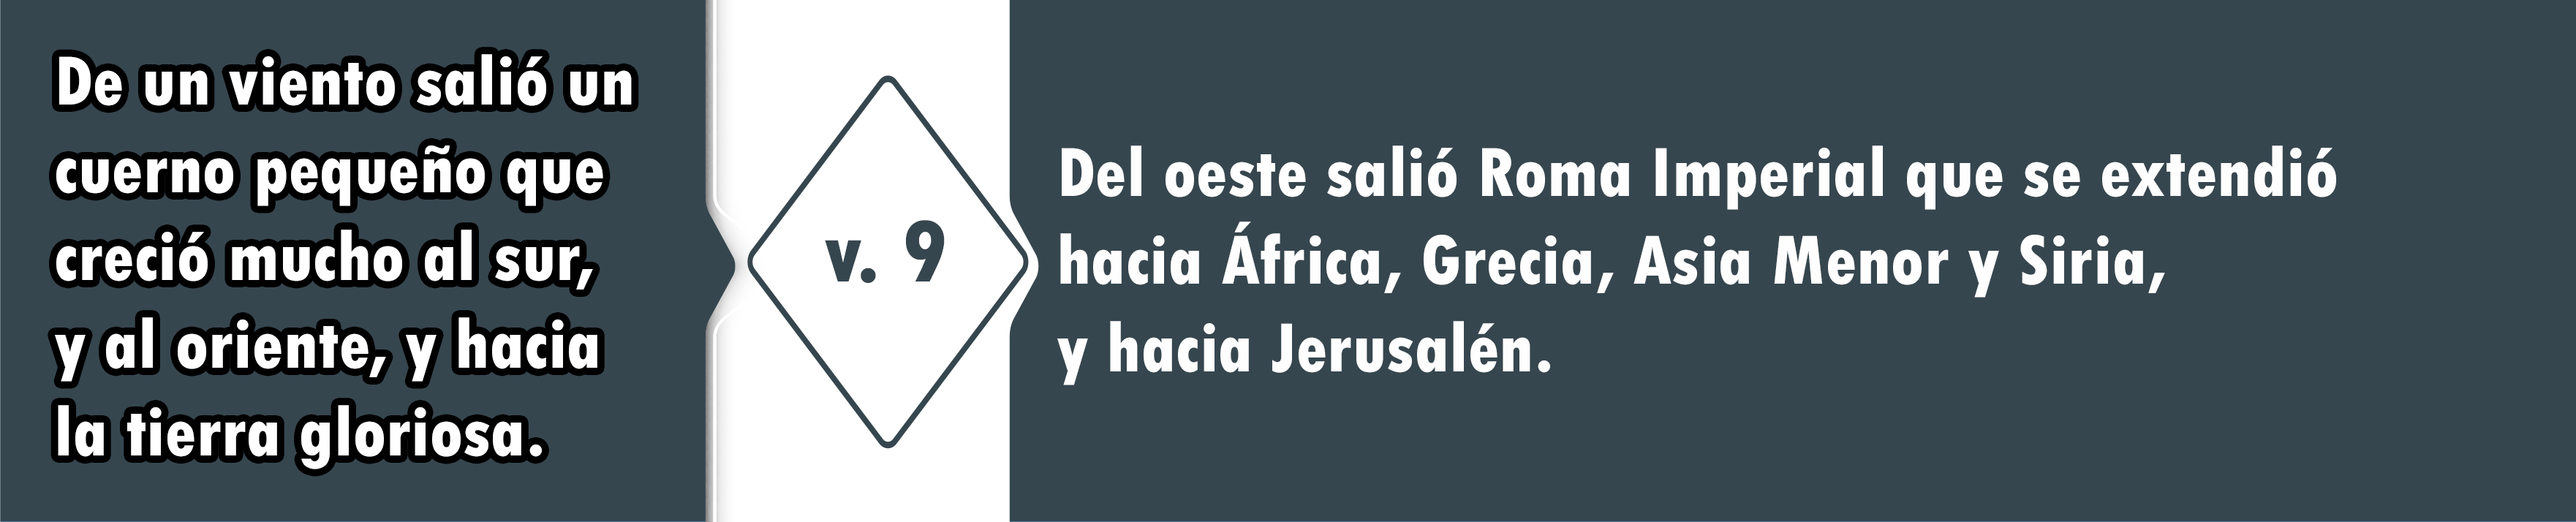 De un viento salió un
cuerno pequeño que
creció mucho al sur,
y al oriente, y hacia
la tierra gloriosa.
v. 9
Del oeste salió Roma Imperial que se extendió
hacia África, Grecia, Asia Menor y Siria,
y hacia Jerusalén.